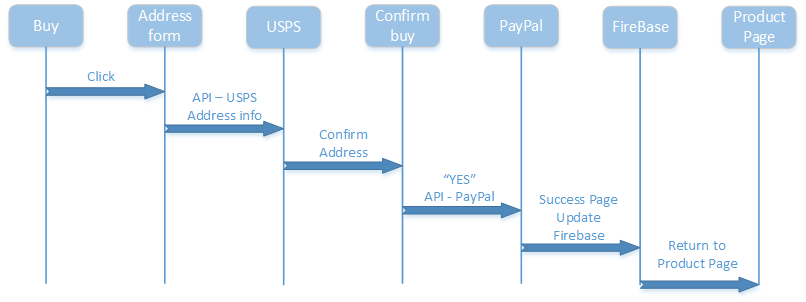 Buy
Address
form
USPS
Confirm
buy
PayPal
FireBase
Product
Page
Click
API – USPS
Address info
Confirm
Address
“YES”
API - PayPal
Success Page
Update
Firebase
Return to
Product Page